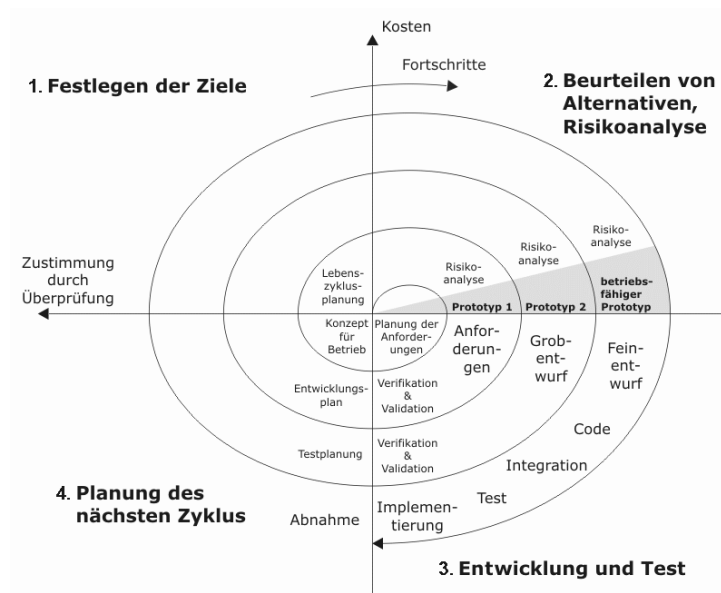 Kosten
Fortschritte
1. Festlegen der Ziele
2. Beurteilen von
Alternativen,
Risikoanalyse
Zustimmung
durch
Überprüfung
Risiko-
analyse
Risiko-
analyse
Risiko-
analyse
Lebens-
zyklus-
planung
Prototyp 1
Prototyp 2
betriebs-
fähiger
Prototyp
Konzept
für
Betrieb
Planung der
Anforder-
ungen
Anfor-
derun-
gen
Grob-
ent-
wurf
Fein-
ent-
wurf
Entwicklungs-
plan
Verifikation
&
Validation
Code
Testplanung
Verifikation
&
Validation
Integration
Test
4. Planung des
nächsten Zyklus
Abnahme
Implemen-
tierung
3. Entwicklung und Test